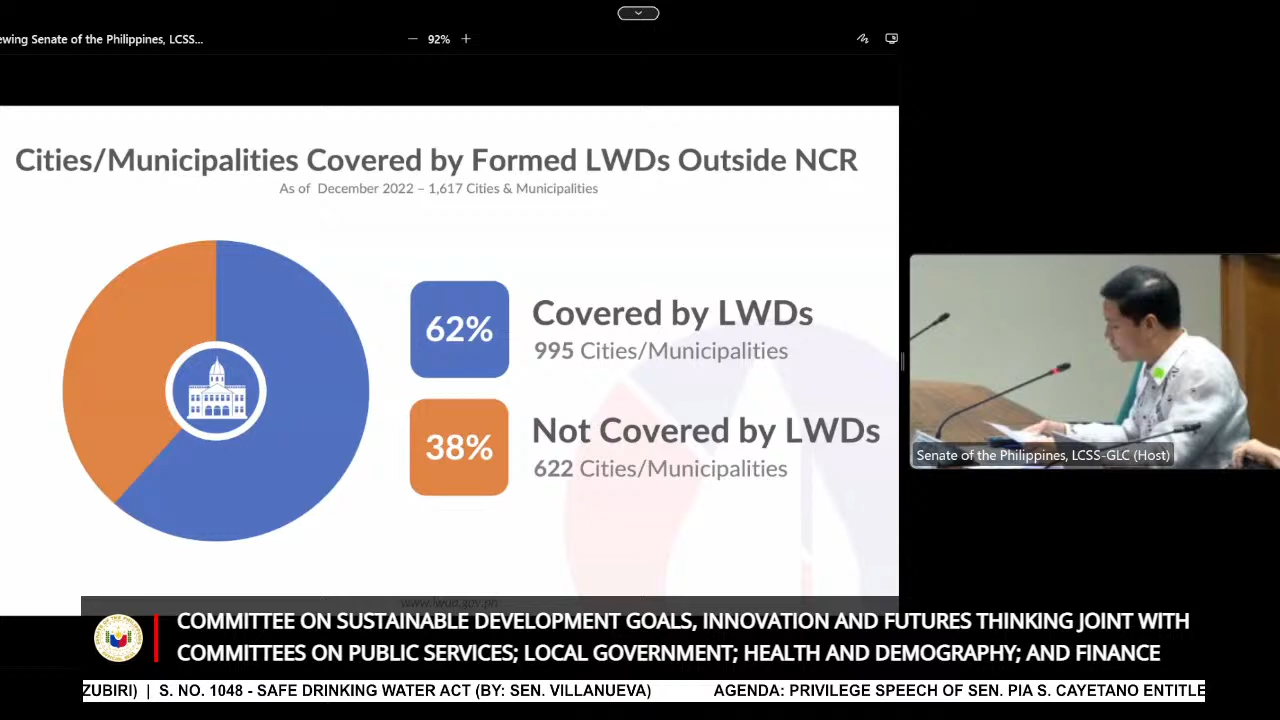 ewing Senate of the Philippines, LCSS...
92%
Cities/Municipalities Covered by Formed LWDs Outside NCR
As of December 2022 – 1,617 Cities & Municipalities
62%
Covered by LWDs
995 Cities/Municipalities
38%
Not Covered by LWDs
622 Cities/Municipalities
www.lwua.gov.ph
Senate of the Philippines, LCSS-GLC (Host)
COMMITTEE ON SUSTAINABLE DEVELOPMENT GOALS, INNOVATION AND FUTURES THINKING JOINT WITH
COMMITTEES ON PUBLIC SERVICES; LOCAL GOVERNMENT; HEALTH AND DEMOGRAPHY; AND FINANCE
ZUBIRI) | S. NO. 1048 - SAFE DRINKING WATER ACT (BY: SEN. VILLANUEVA) AGENDA: PRIVILEGE SPEECH OF SEN. PIA S. CAYETANO ENTITLE